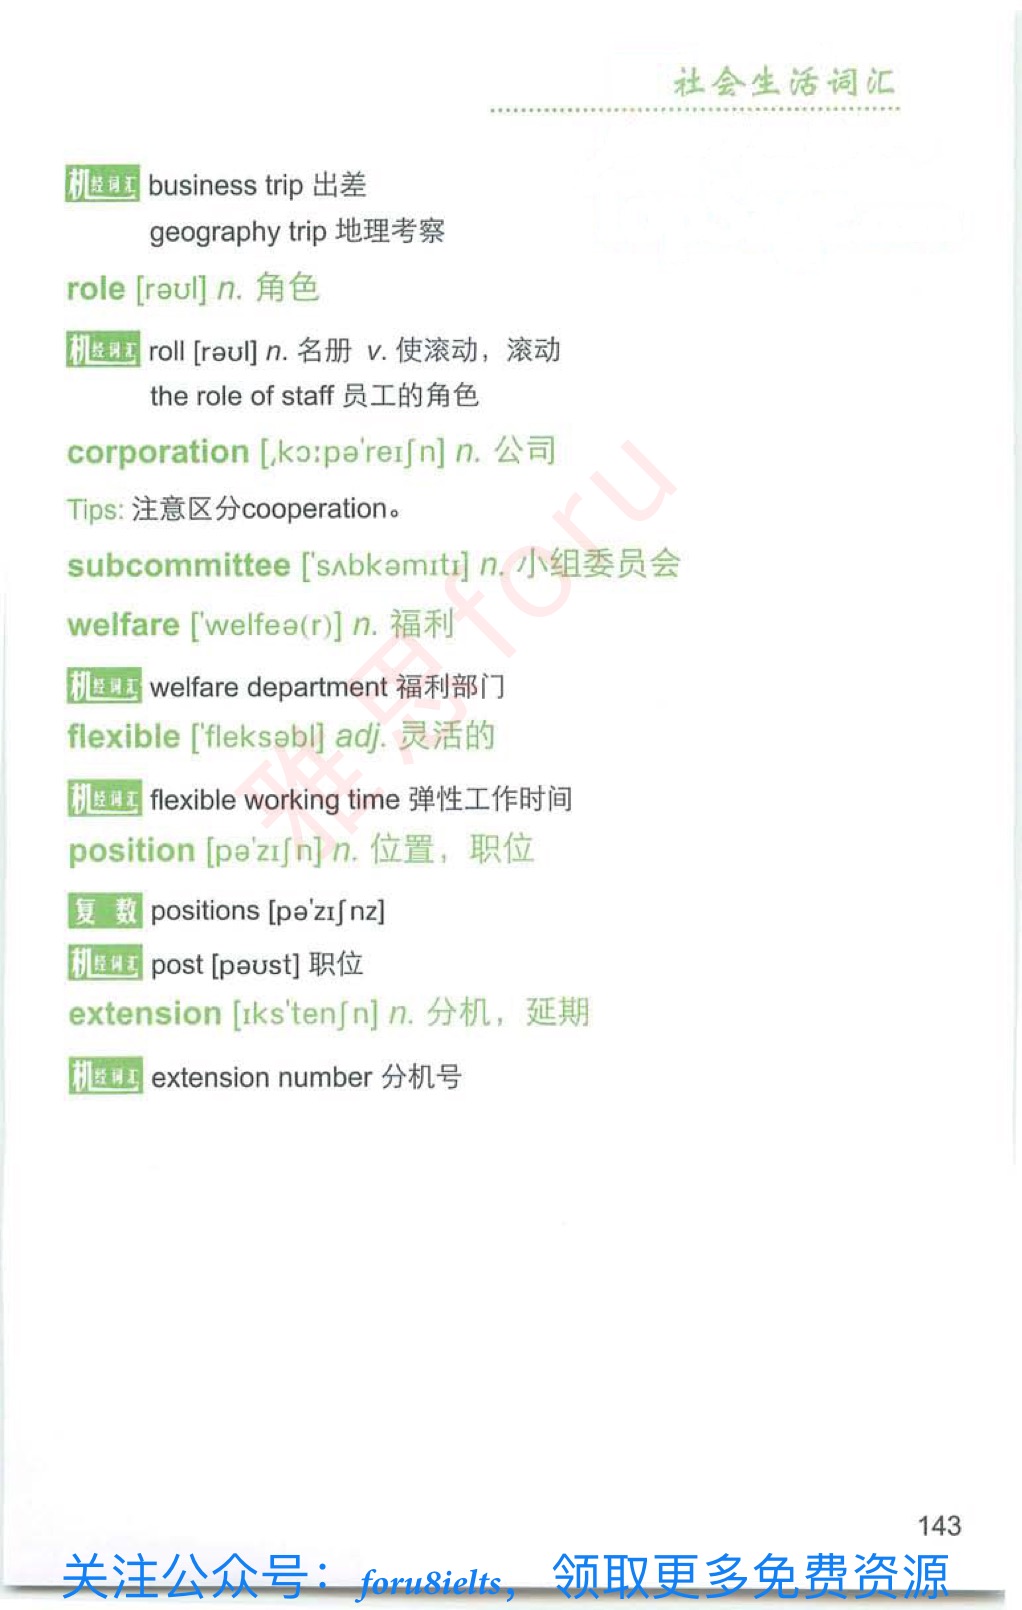 社会生活词汇
机经词汇 business trip 出差
geography trip 地理考察
role [rəʊl] n. 角色
机经词汇 roll [rəʊl] n. 名册 v. 使滚动，滚动
the role of staff 员工的角色
corporation [ˌkɔːpəˈreɪʃn] n. 公司
Tips: 注意区分cooperation。
subcommittee [ˈsʌbkəmɪtɪ] n. 小组委员会
welfare [ˈwelfeə(r)] n. 福利
机经词汇 welfare department 福利部门
flexible [ˈfleksəbl] adj. 灵活的
机经词汇 flexible working time 弹性工作时间
position [pəˈzɪʃn] n. 位置，职位
复数 positions [pəˈzɪʃnz]
机经词汇 post [pəʊst] 职位
extension [ɪksˈtenʃn] n. 分机，延期
机经词汇 extension number 分机号
雅思foru
143
关注公众号：foru8ielts，领取更多免费资源